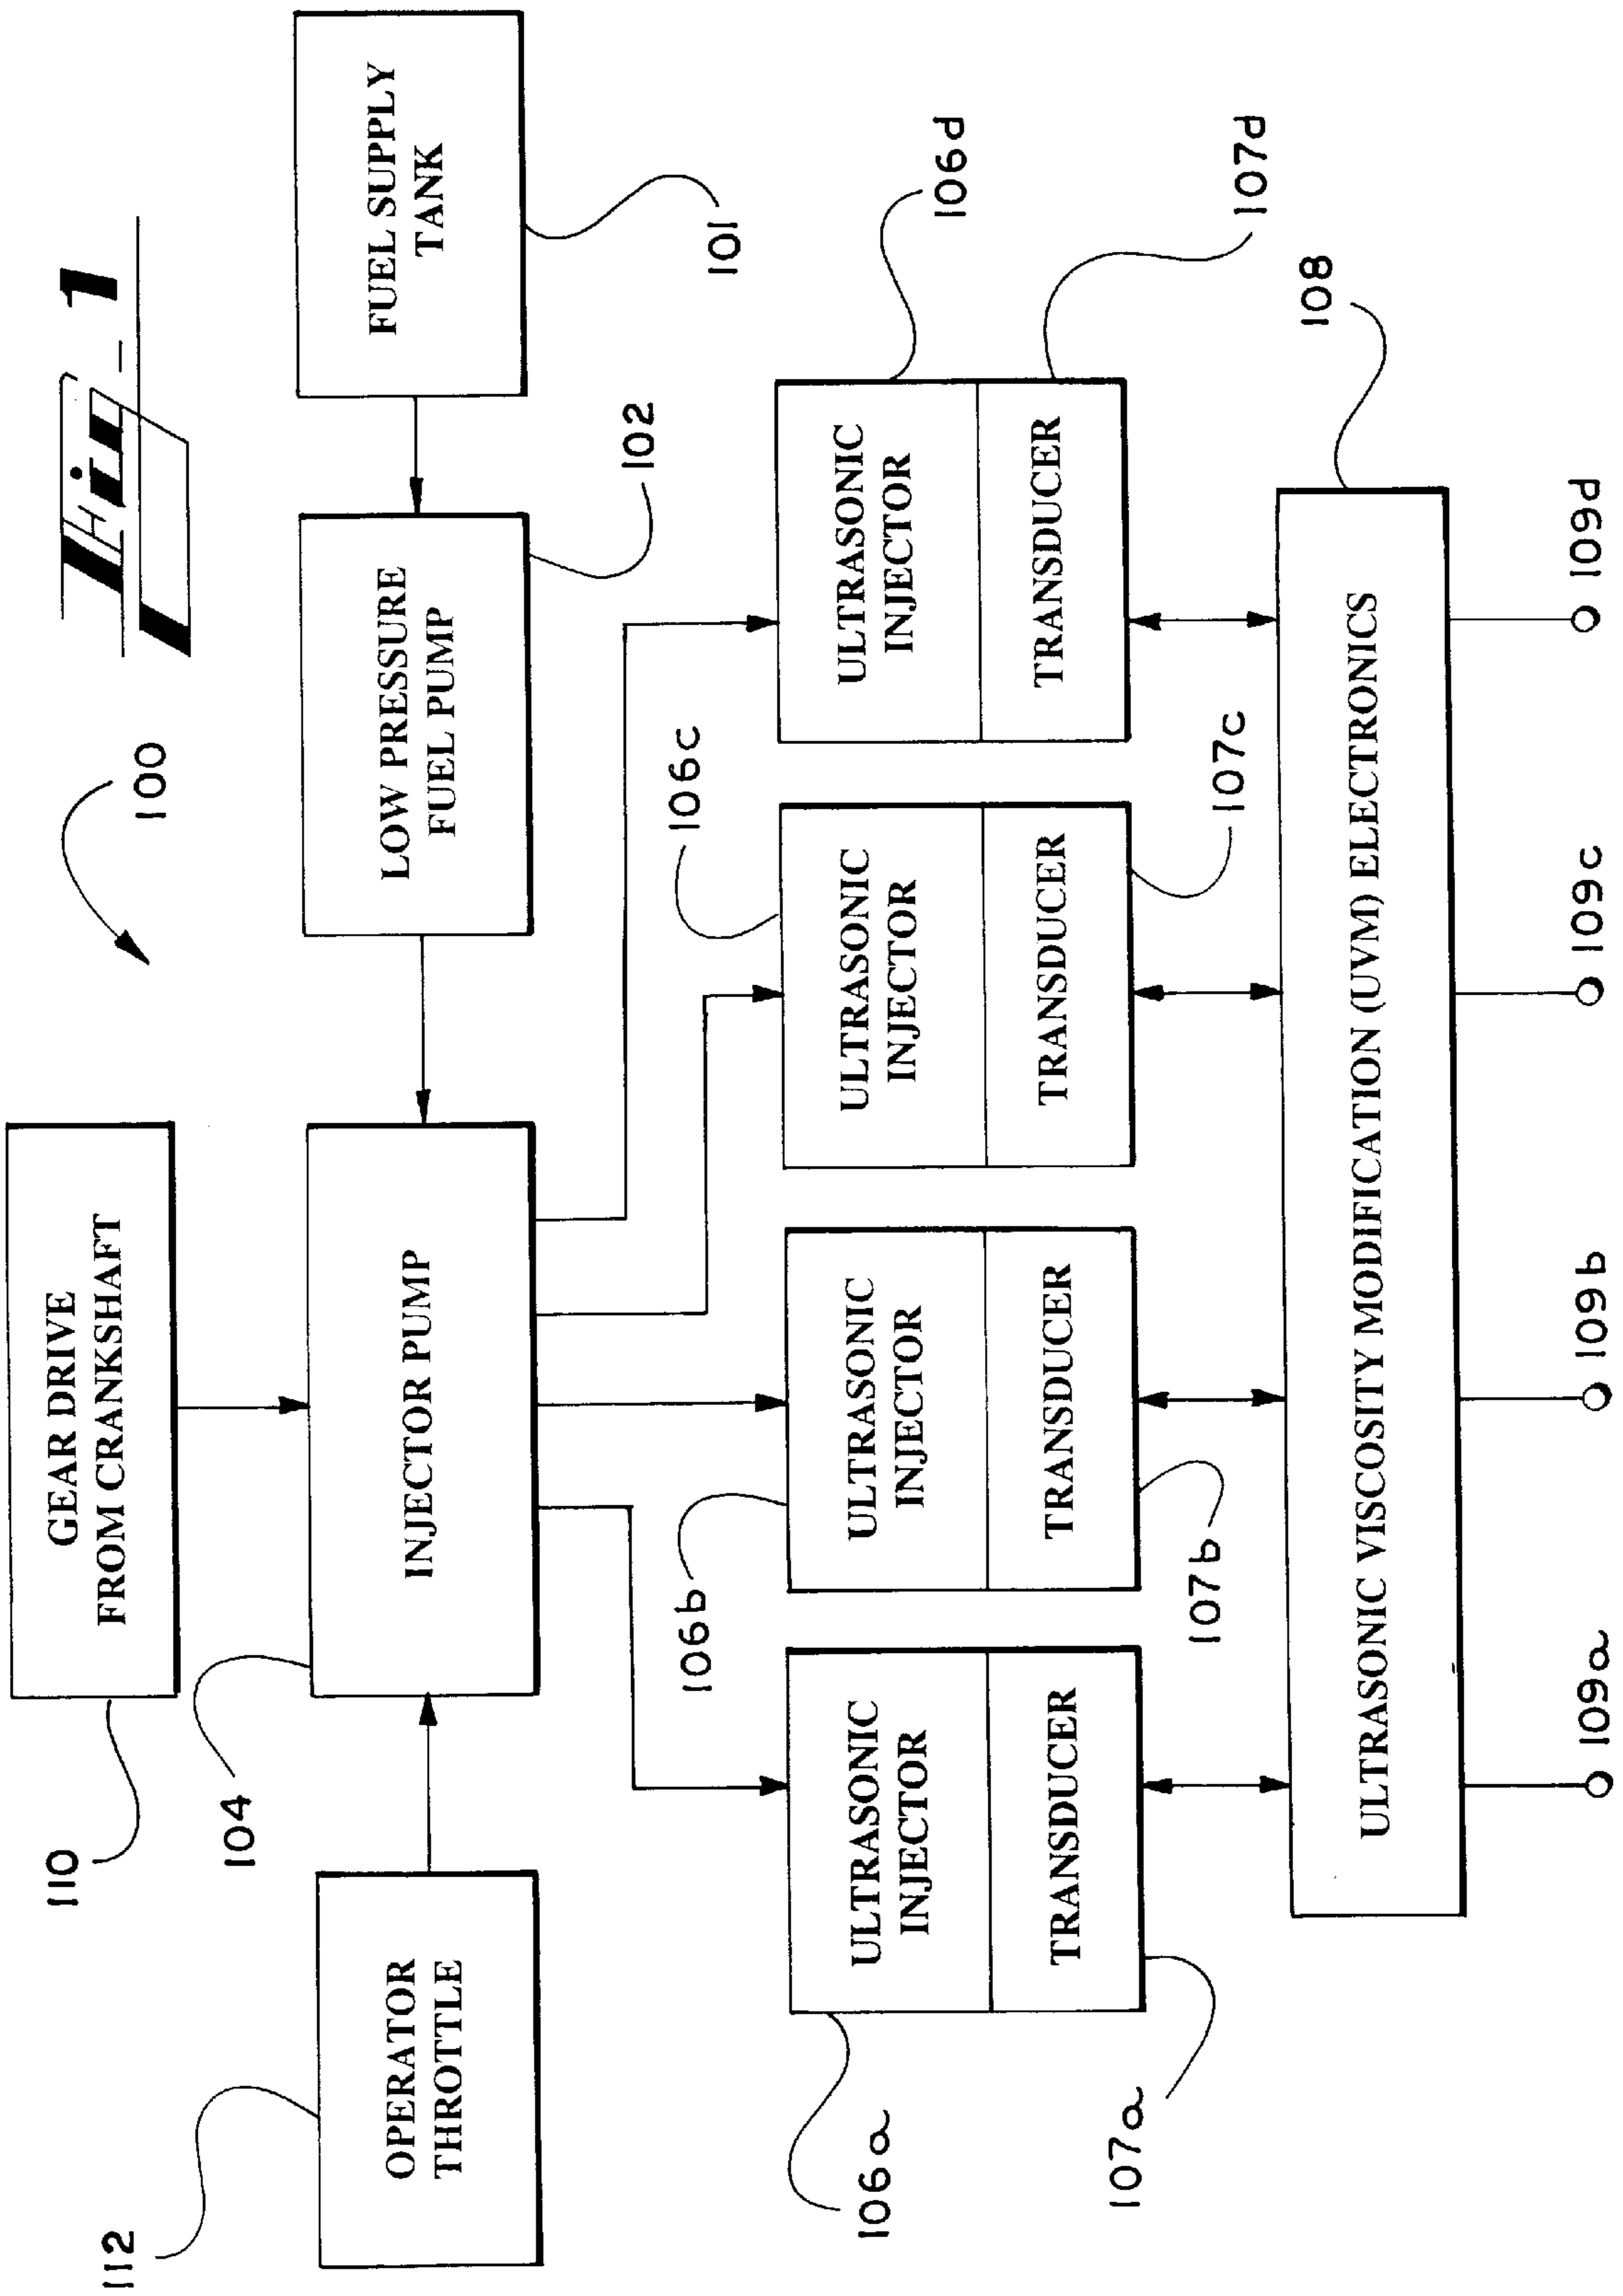 Fig. 1
100
110
GEAR DRIVE
FROM CRANKSHAFT
112
OPERATOR
THROTTLE
104
INJECTOR PUMP
LOW PRESSURE
FUEL PUMP
102
FUEL SUPPLY
TANK
101
106a
ULTRASONIC
INJECTOR
TRANSDUCER
107a
106b
ULTRASONIC
INJECTOR
TRANSDUCER
107b
106c
ULTRASONIC
INJECTOR
TRANSDUCER
107c
106d
ULTRASONIC
INJECTOR
TRANSDUCER
107d
108
ULTRASONIC VISCOSITY MODIFICATION (UVM) ELECTRONICS
109a
109b
109c
109d